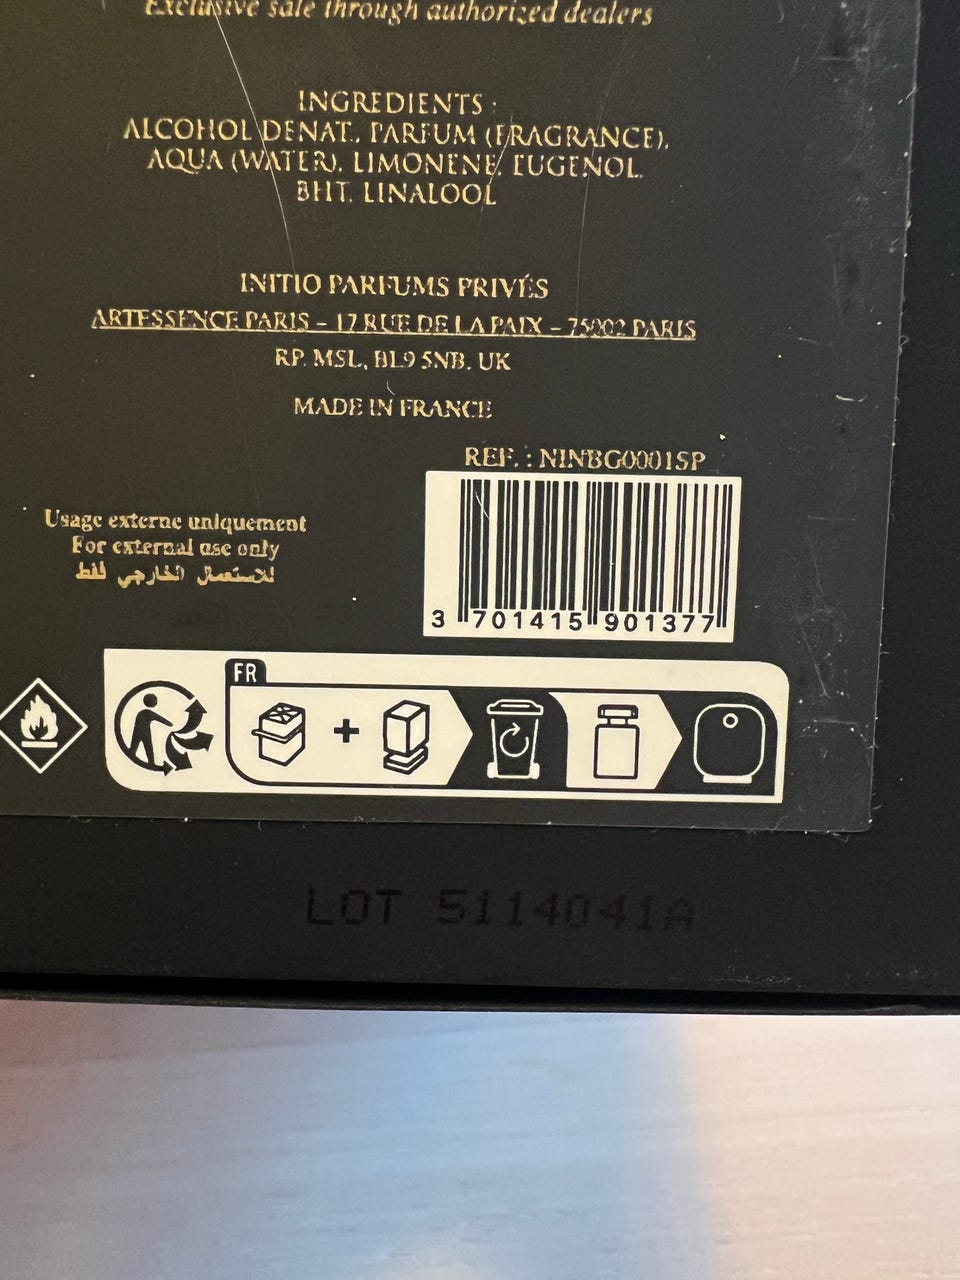 Exclusive sale through authorized dealers
INGREDIENTS :
ALCOHOL DENAT., PARFUM (FRAGRANCE),
AQUA (WATER), LIMONENE, EUGENOL,
BHT, LINALOOL
INITIO PARFUMS PRIVÉS
ARTESSENCE PARIS – 17 RUE DE LA PAIX – 75002 PARIS
RP. MSL, BL9 5NB, UK
MADE IN FRANCE
REF. : NINBG0001SP
3 701415 901377
Usage externe uniquement
For external use only
للاستعمال الخارجي فقط
FR
LOT 5114041A